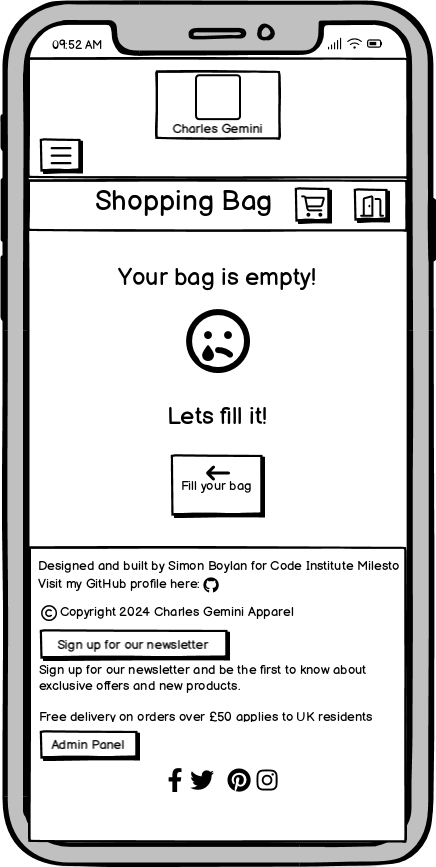 09:52 AM
Charles Gemini
Shopping Bag
Your bag is empty!
Lets fill it!
Fill your bag
Designed and built by Simon Boylan for Code Institute Milesto
Visit my GitHub profile here:
© Copyright 2024 Charles Gemini Apparel
Sign up for our newsletter
Sign up for our newsletter and be the first to know about
exclusive offers and new products.
Free delivery on orders over £50 applies to UK residents
Admin Panel